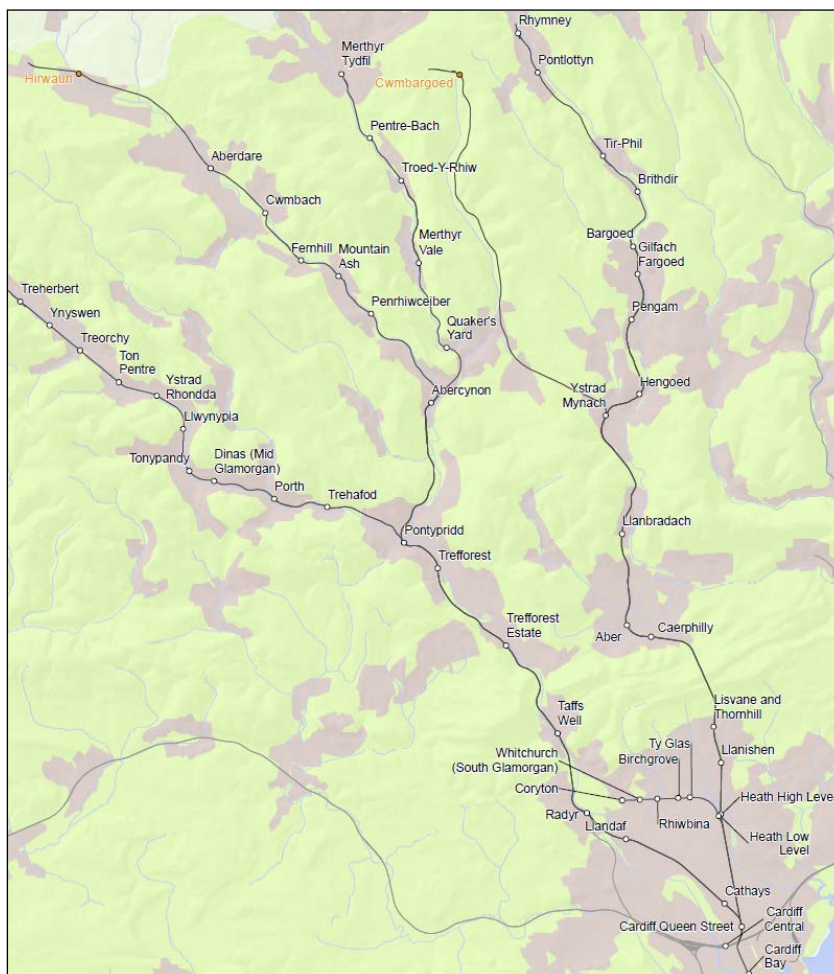 Rhymney
Merthyr
Tydfil
Pontlottyn
Hirwaun
Cwmbargoed
Pentre-Bach
Tir-Phil
Aberdare
Troed-Y-Rhiw
Brithdir
Cwmbach
Bargoed
Gilfach
Fargoed
Fernhill
Mountain
Ash
Merthyr
Vale
Treherbert
Penrhiwceiber
Pengam
Ynyswen
Quaker's
Yard
Treorchy
Ton
Pentre
Ystrad
Rhondda
Abercynon
Ystrad
Mynach
Hengoed
Llwynypia
Tonypandy
Dinas (Mid
Glamorgan)
Porth
Trehafod
Pontypridd
Llanbradach
Trefforest
Trefforest
Estate
Aber
Caerphilly
Taffs
Well
Lisvane and
Thornhill
Whitchurch
(South Glamorgan)
Ty Glas
Birchgrove
Llanishen
Coryton
Heath High Level
Radyr
Llandaf
Rhiwbina
Heath Low
Level
Cathays
Cardiff Queen Street
Cardiff
Central
Cardiff
Bay